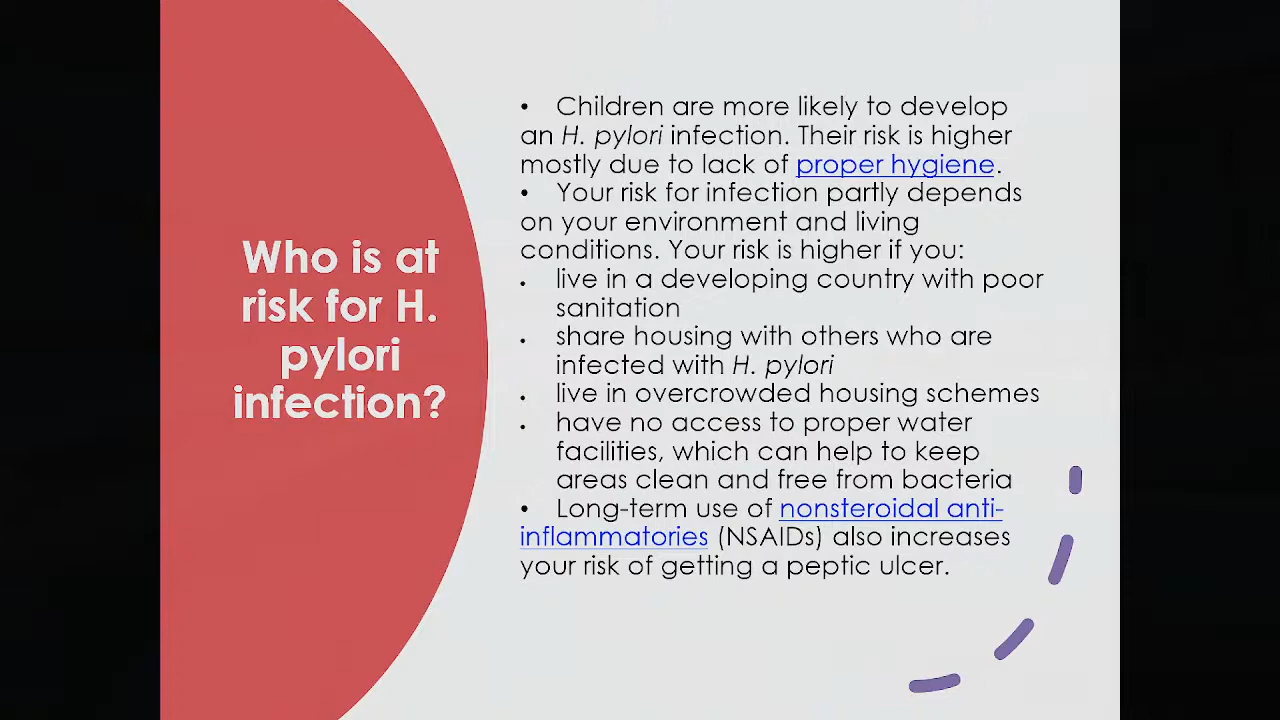 Who is at
risk for H.
pylori
infection?
• Children are more likely to develop
an H. pylori infection. Their risk is higher
mostly due to lack of proper hygiene.
• Your risk for infection partly depends
on your environment and living
conditions. Your risk is higher if you:
• live in a developing country with poor
sanitation
• share housing with others who are
infected with H. pylori
• live in overcrowded housing schemes
• have no access to proper water
facilities, which can help to keep
areas clean and free from bacteria
• Long-term use of nonsteroidal anti-
inflammatories (NSAIDs) also increases
your risk of getting a peptic ulcer.